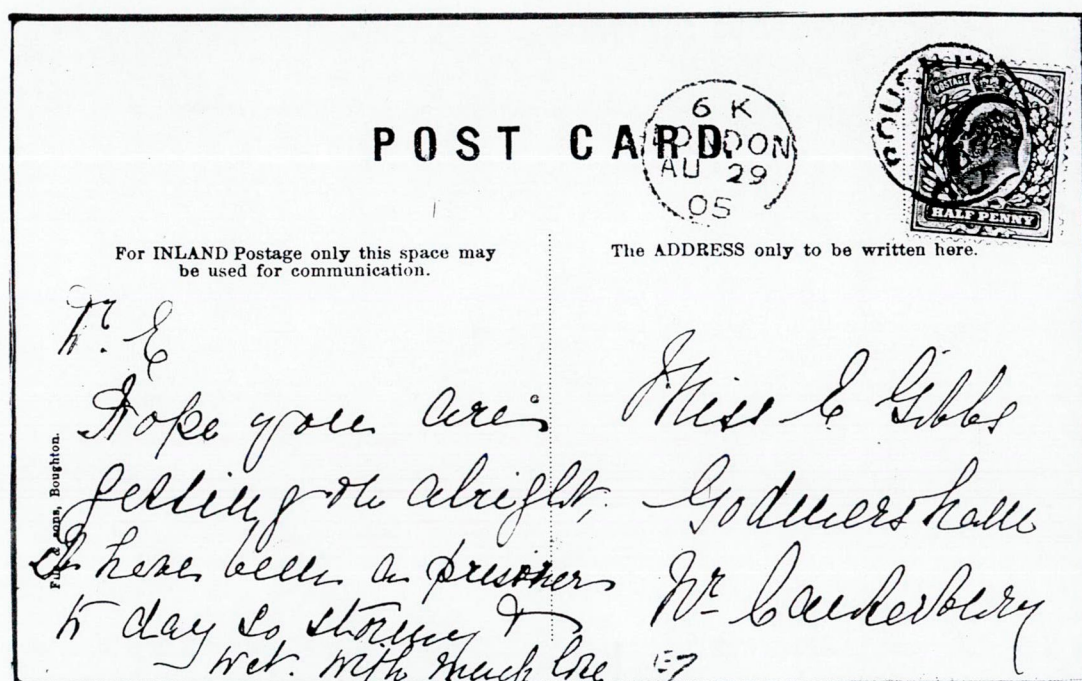 POST CARD.
6 K
LONDON
AU 29
05
HALF PENNY
For INLAND Postage only this space may
be used for communication.
The ADDRESS only to be written here.
E
Hope you are
getting on alright,
I have been a prisoner
to day so stormy &
wet. With much love
Miss E Gibbs
Godmersham
Nr Canterbury
Sons, Boughton.